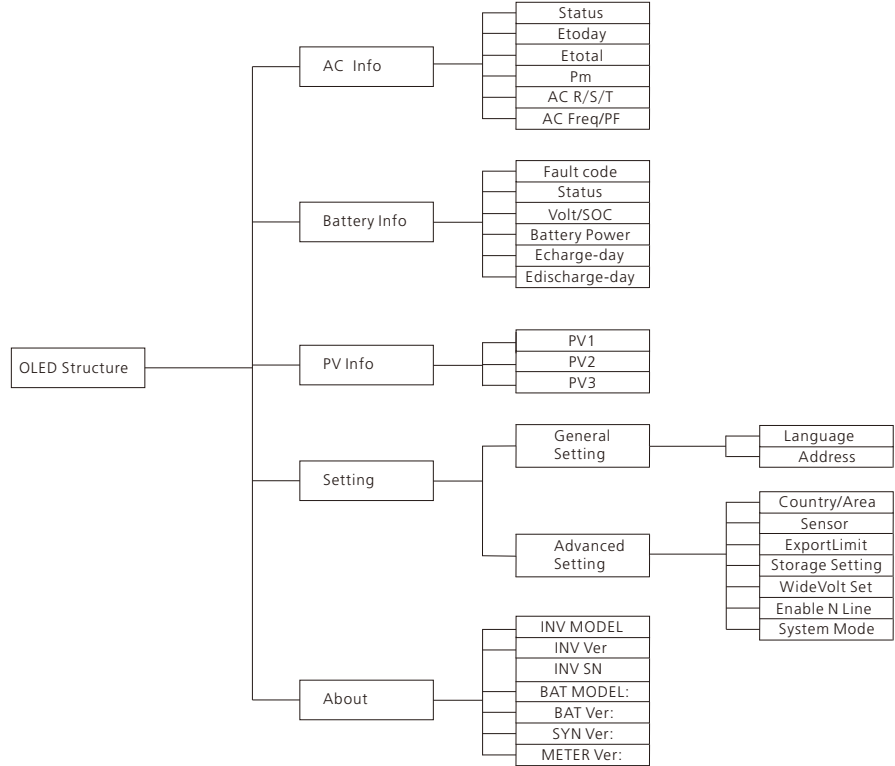 OLED Structure
AC Info
Status
Etoday
Etotal
Pm
AC R/S/T
AC Freq/PF
Battery Info
Fault code
Status
Volt/SOC
Battery Power
Echarge-day
Edischarge-day
PV Info
PV1
PV2
PV3
Setting
General
Setting
Language
Address
Advanced
Setting
Country/Area
Sensor
ExportLimit
Storage Setting
WideVolt Set
Enable N Line
System Mode
About
INV MODEL
INV Ver
INV SN
BAT MODEL:
BAT Ver:
SYN Ver:
METER Ver: